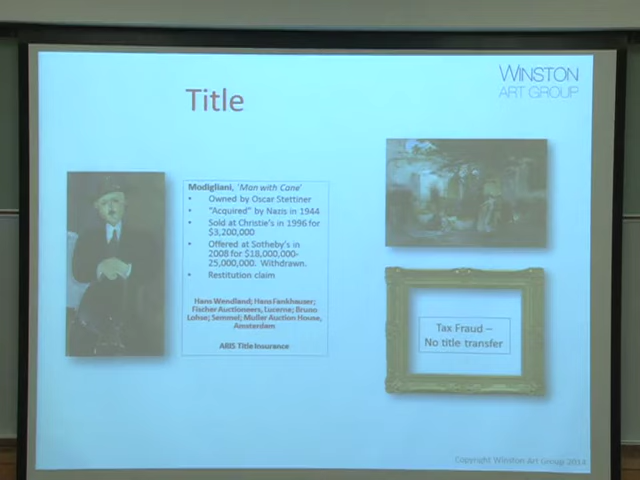 WINSTON
ART GROUP
Title
Modigliani, 'Man with Cane'
• Owned by Oscar Stettiner
• "Acquired" by Nazis in 1944
• Sold at Christie's in 1996 for
$3,200,000
• Offered at Sotheby's in
2008 for $18,000,000-
25,000,000. Withdrawn.
• Restitution claim
Hans Wendland; Hans Fankhauser;
Fischer Auctioneers, Lucerne; Bruno
Lohse; Semmel; Muller Auction House,
Amsterdam
ARIS Title Insurance
Tax Fraud –
No title transfer
Copyright Winston Art Group 2014